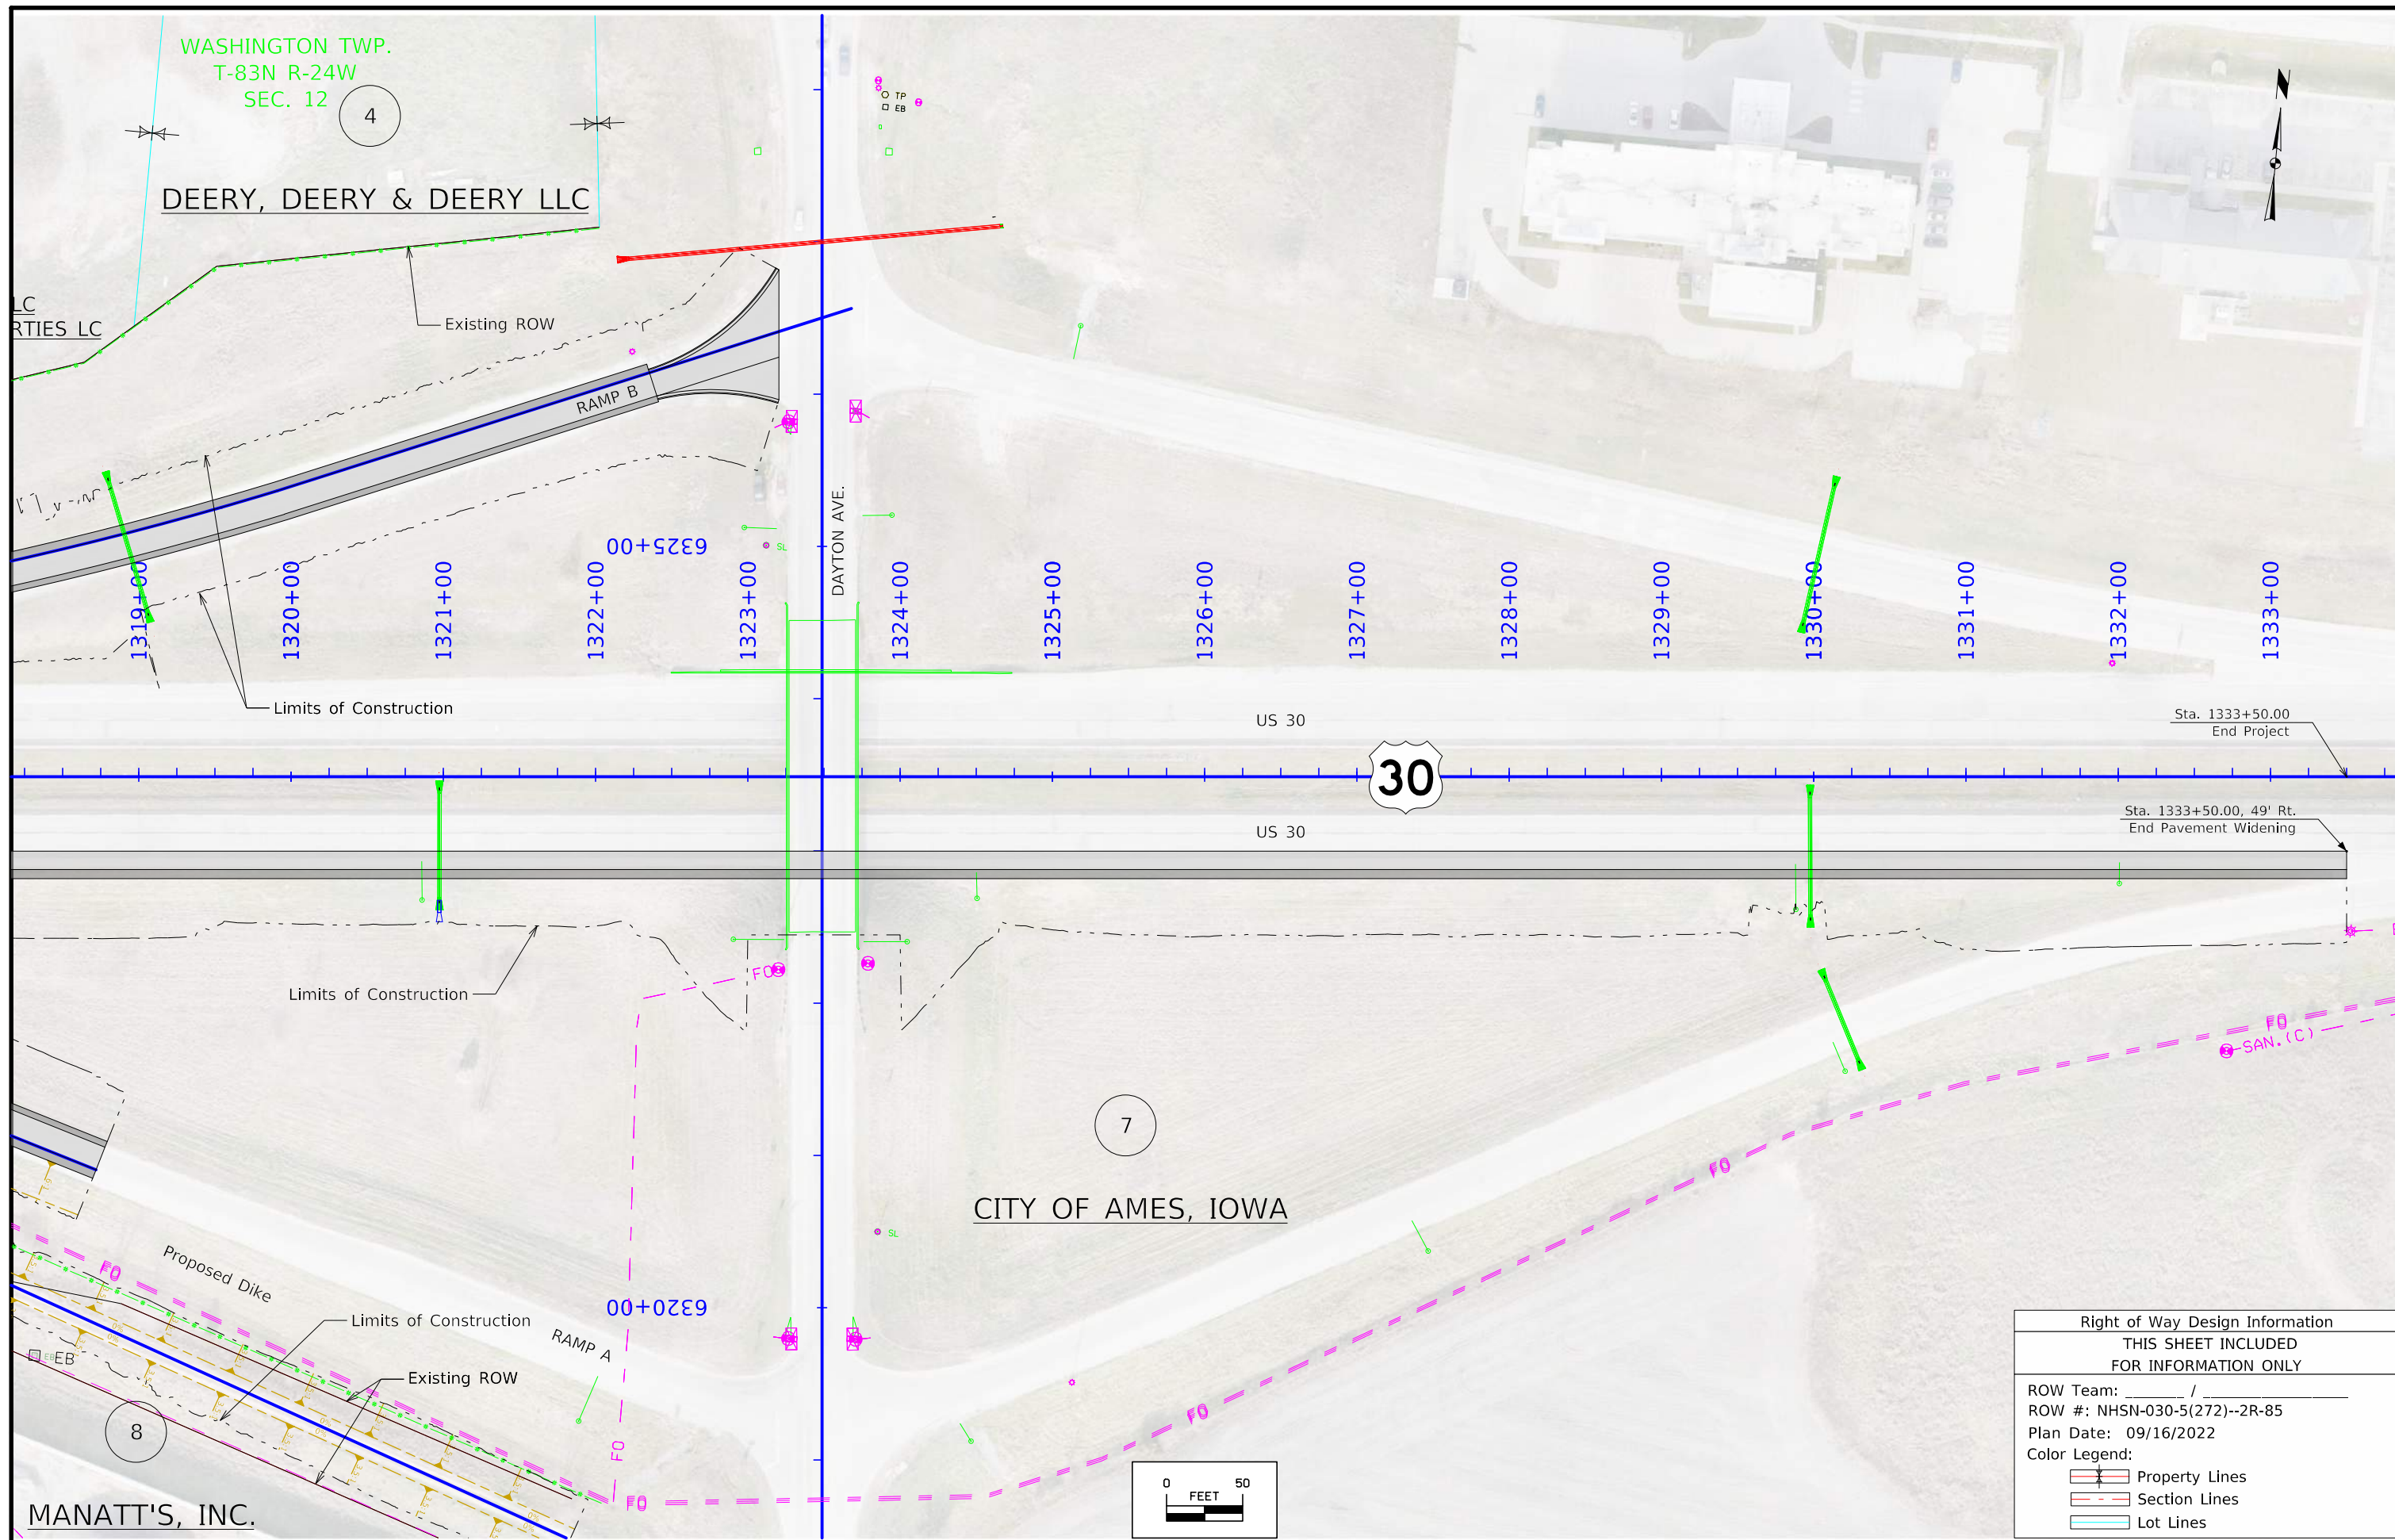 WASHINGTON TWP.
T-83N R-24W
SEC. 12
4
DEERY, DEERY & DEERY LLC
LC
RTIES LC
Existing ROW
TP
EB
RAMP B
DAYTON AVE.
6325+00
SL
1319+00
1320+00
1321+00
1322+00
1323+00
1324+00
1325+00
1326+00
1327+00
1328+00
1329+00
1330+00
1331+00
1332+00
1333+00
Limits of Construction
US 30
Sta. 1333+50.00
End Project
30
US 30
Sta. 1333+50.00, 49' Rt.
End Pavement Widening
Limits of Construction
FO
FO
SAN.(C)
7
FO
CITY OF AMES, IOWA
SL
Proposed Dike
FO
6320+00
Limits of Construction
RAMP A
EB
EB
Existing ROW
8
FO
FO
FO
MANATT'S, INC.
0 50
FEET
Right of Way Design Information
THIS SHEET INCLUDED
FOR INFORMATION ONLY
ROW Team: _______ / _________________
ROW #: NHSN-030-5(272)--2R-85
Plan Date: 09/16/2022
Color Legend:
Property Lines
Section Lines
Lot Lines